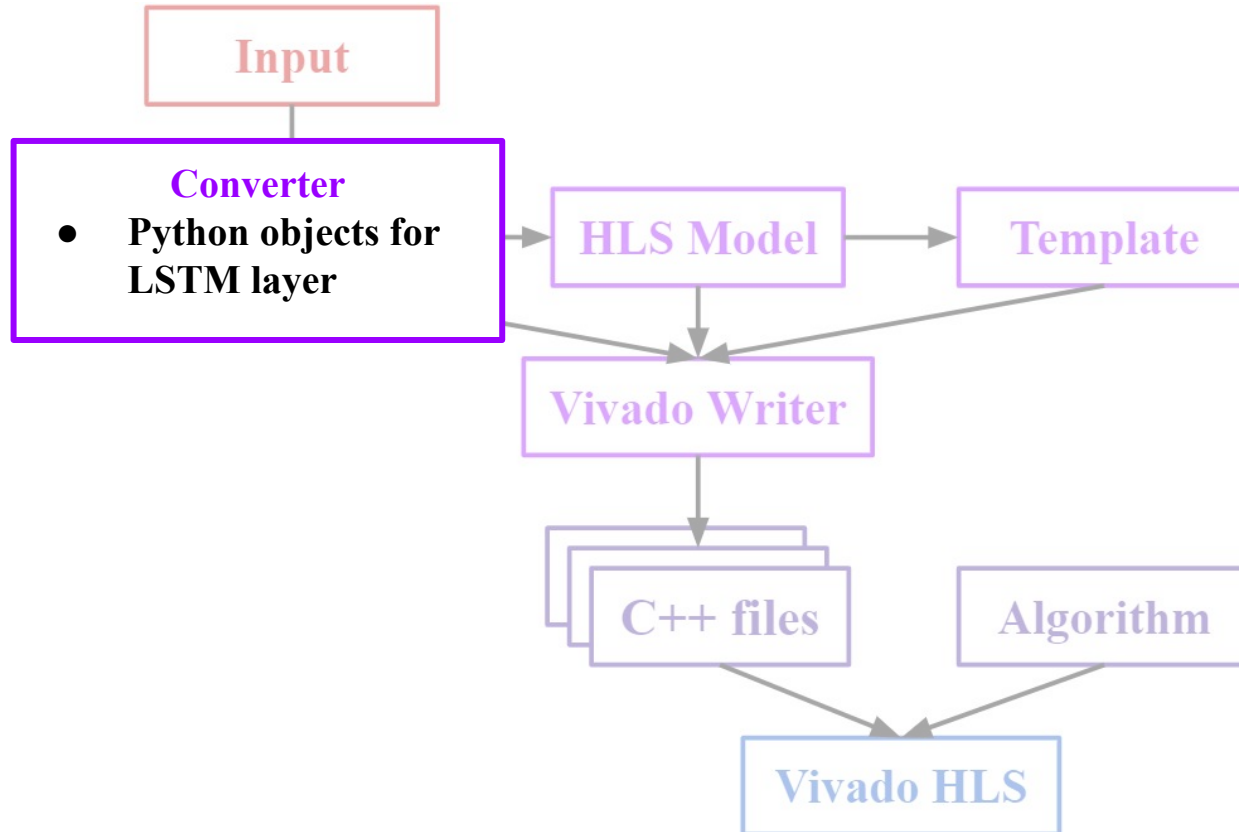 Input
Converter
● Python objects for
LSTM layer
HLS Model
Template
Vivado Writer
C++ files
Algorithm
Vivado HLS